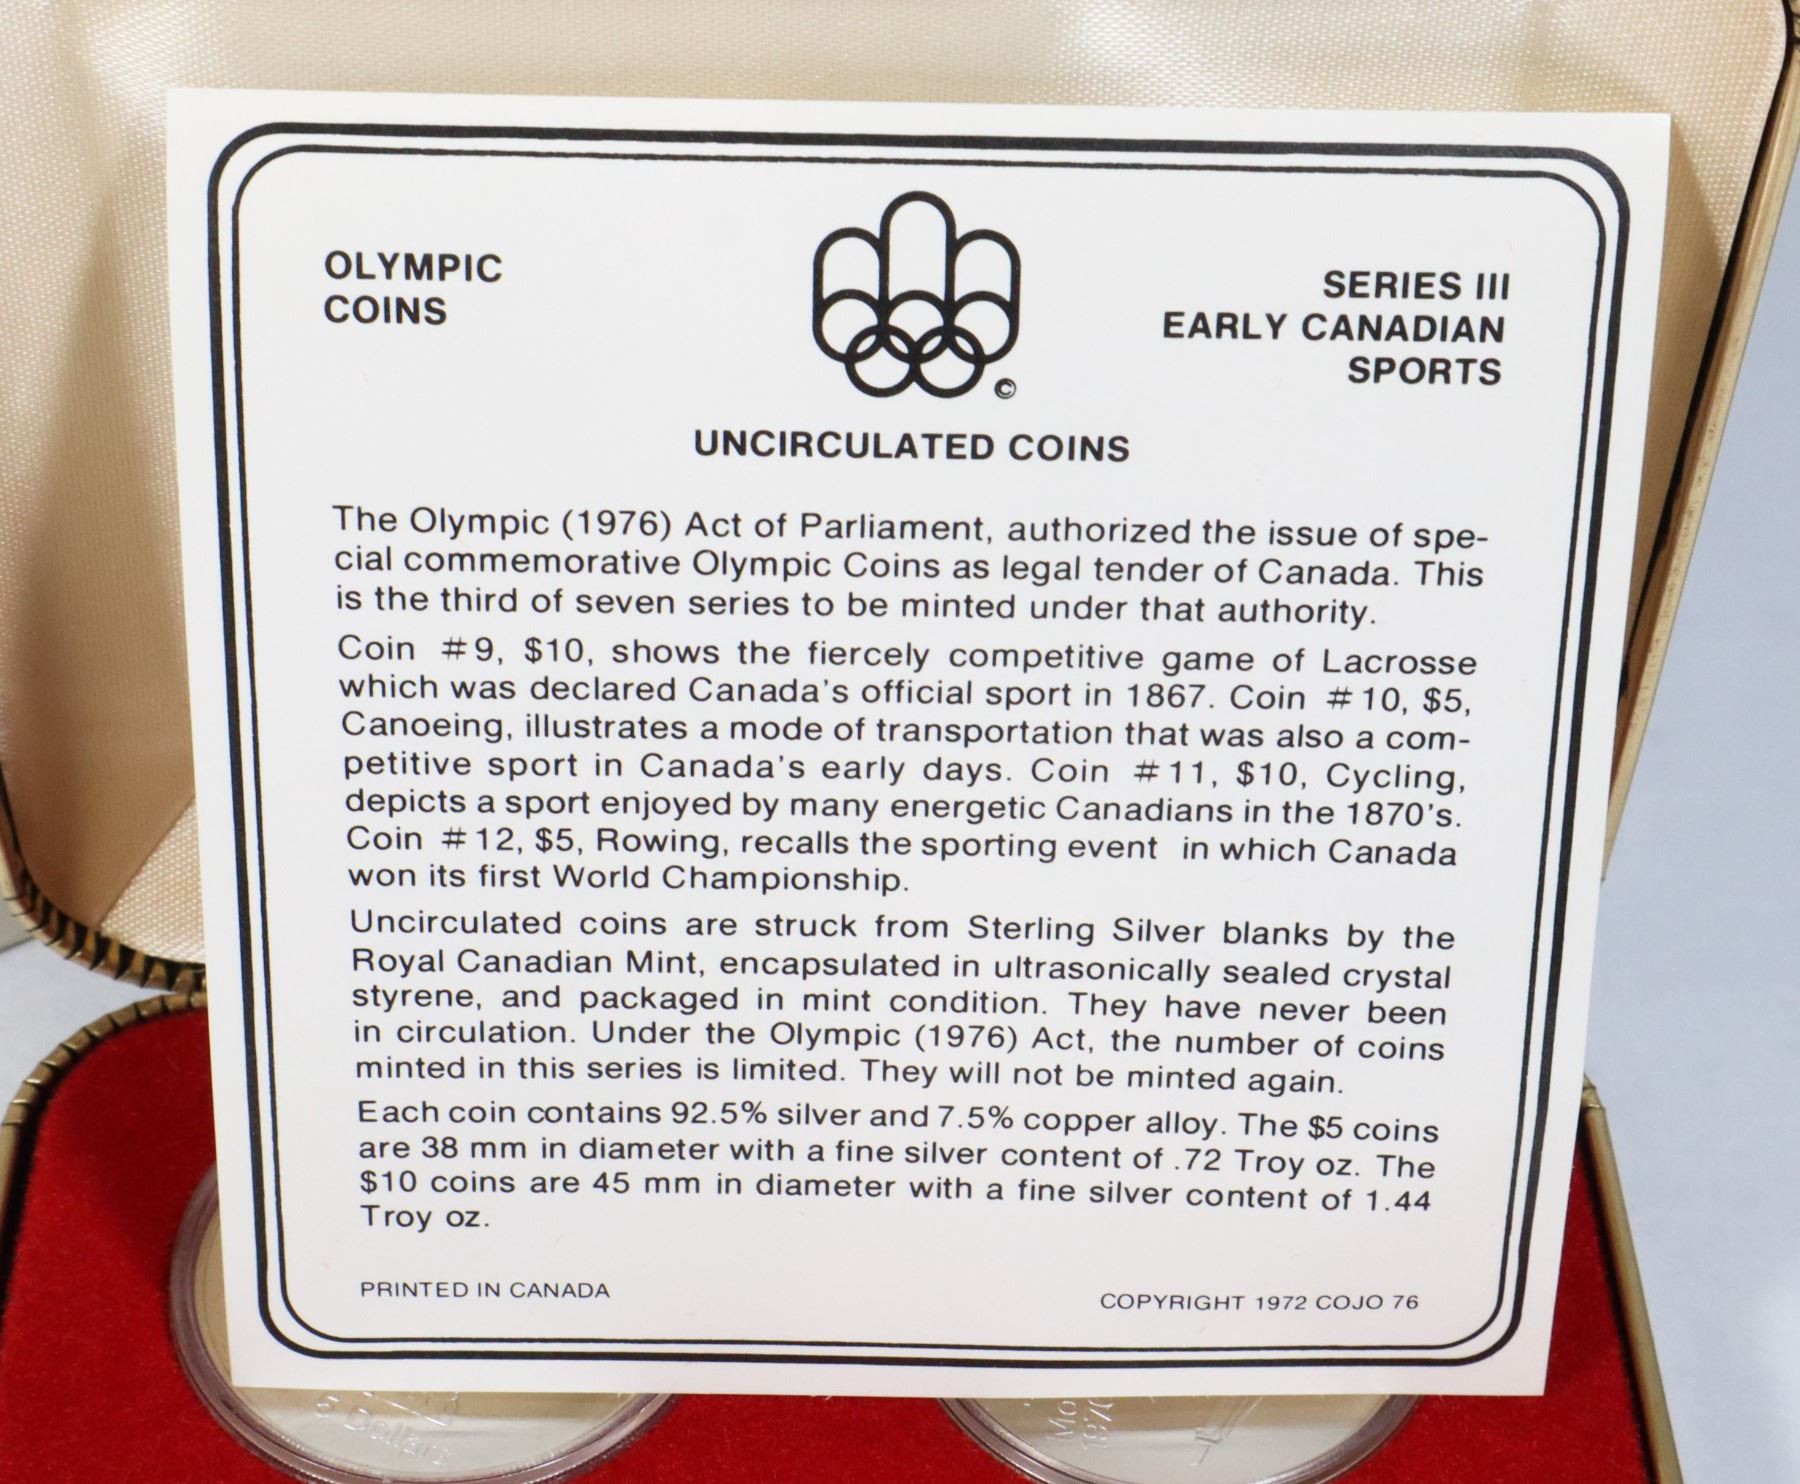 OLYMPIC
COINS
©
SERIES III
EARLY CANADIAN
SPORTS
UNCIRCULATED COINS
The Olympic (1976) Act of Parliament, authorized the issue of spe-
cial commemorative Olympic Coins as legal tender of Canada. This
is the third of seven series to be minted under that authority.
Coin #9, $10, shows the fiercely competitive game of Lacrosse
which was declared Canada's official sport in 1867. Coin #10, $5,
Canoeing, illustrates a mode of transportation that was also a com-
petitive sport in Canada's early days. Coin #11, $10, Cycling,
depicts a sport enjoyed by many energetic Canadians in the 1870's.
Coin #12, $5, Rowing, recalls the sporting event in which Canada
won its first World Championship.
Uncirculated coins are struck from Sterling Silver blanks by the
Royal Canadian Mint, encapsulated in ultrasonically sealed crystal
styrene, and packaged in mint condition. They have never been
in circulation. Under the Olympic (1976) Act, the number of coins
minted in this series is limited. They will not be minted again.
Each coin contains 92.5% silver and 7.5% copper alloy. The $5 coins
are 38 mm in diameter with a fine silver content of .72 Troy oz. The
$10 coins are 45 mm in diameter with a fine silver content of 1.44
Troy oz.
PRINTED IN CANADA
COPYRIGHT 1972 COJO 76
5 Dollars